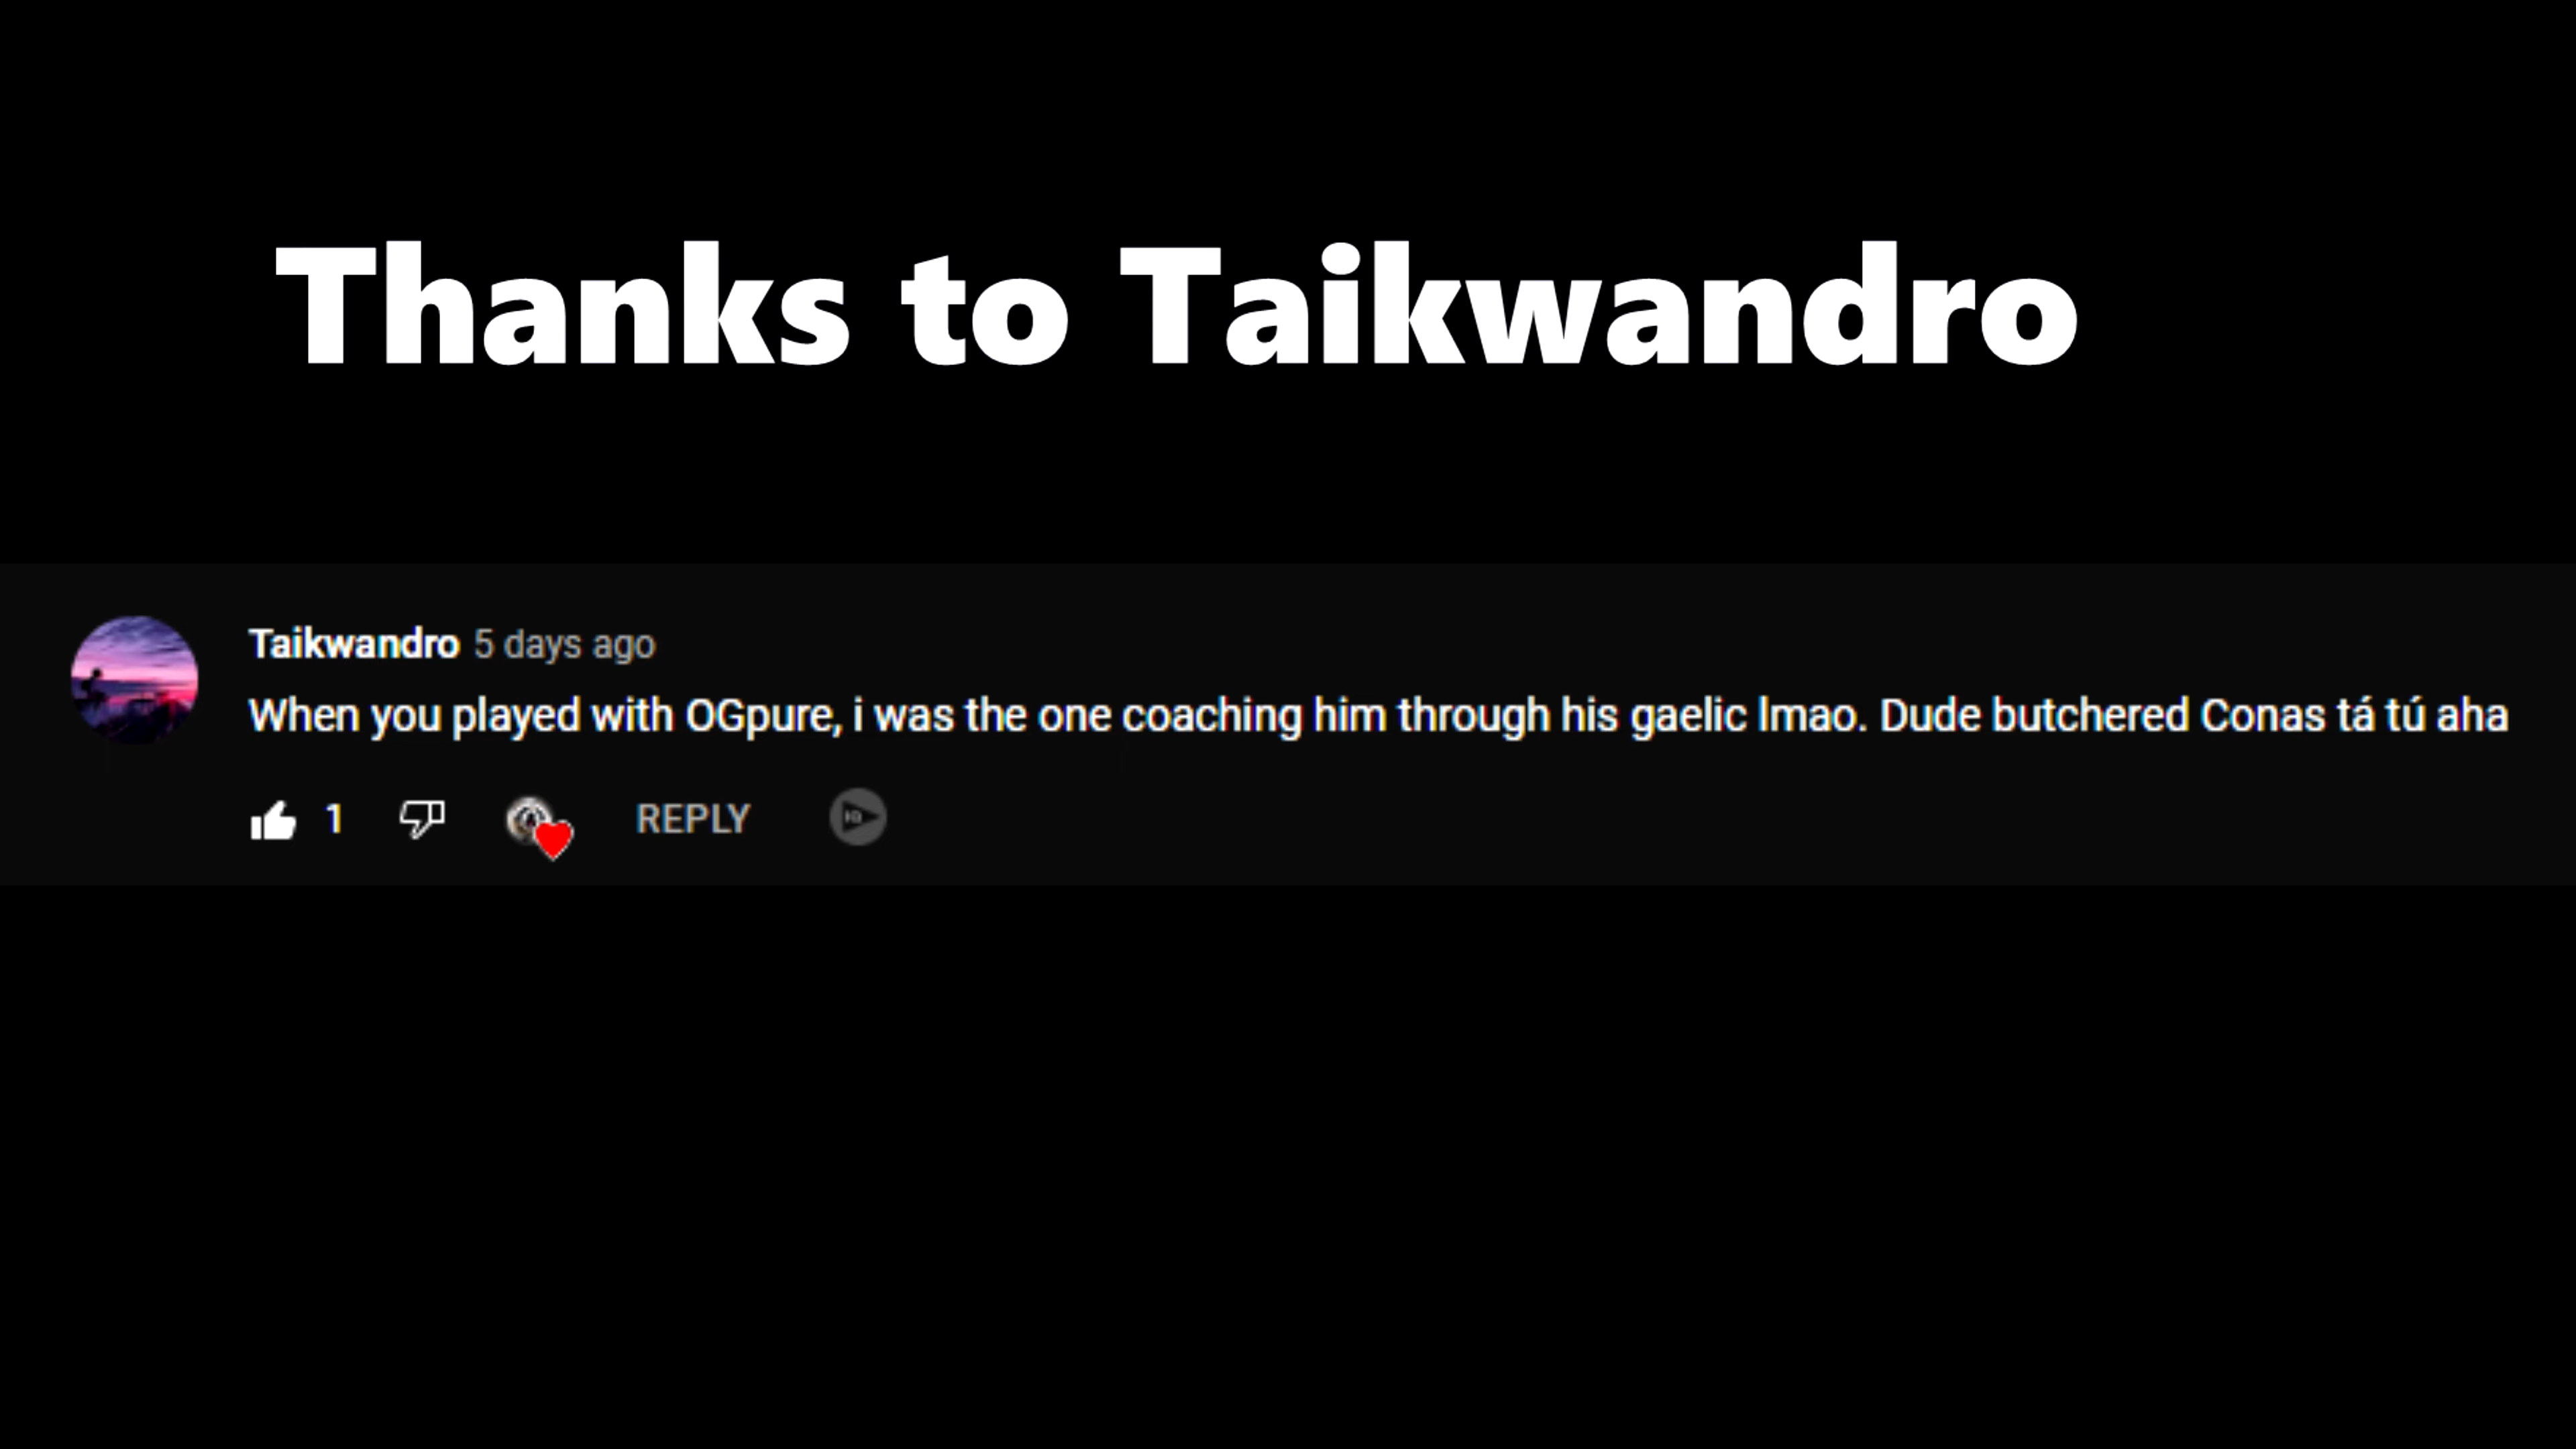 Thanks to Taikwandro
Taikwandro 5 days ago
When you played with OGpure, i was the one coaching him through his gaelic lmao. Dude butchered Conas tá tú aha
1 REPLY